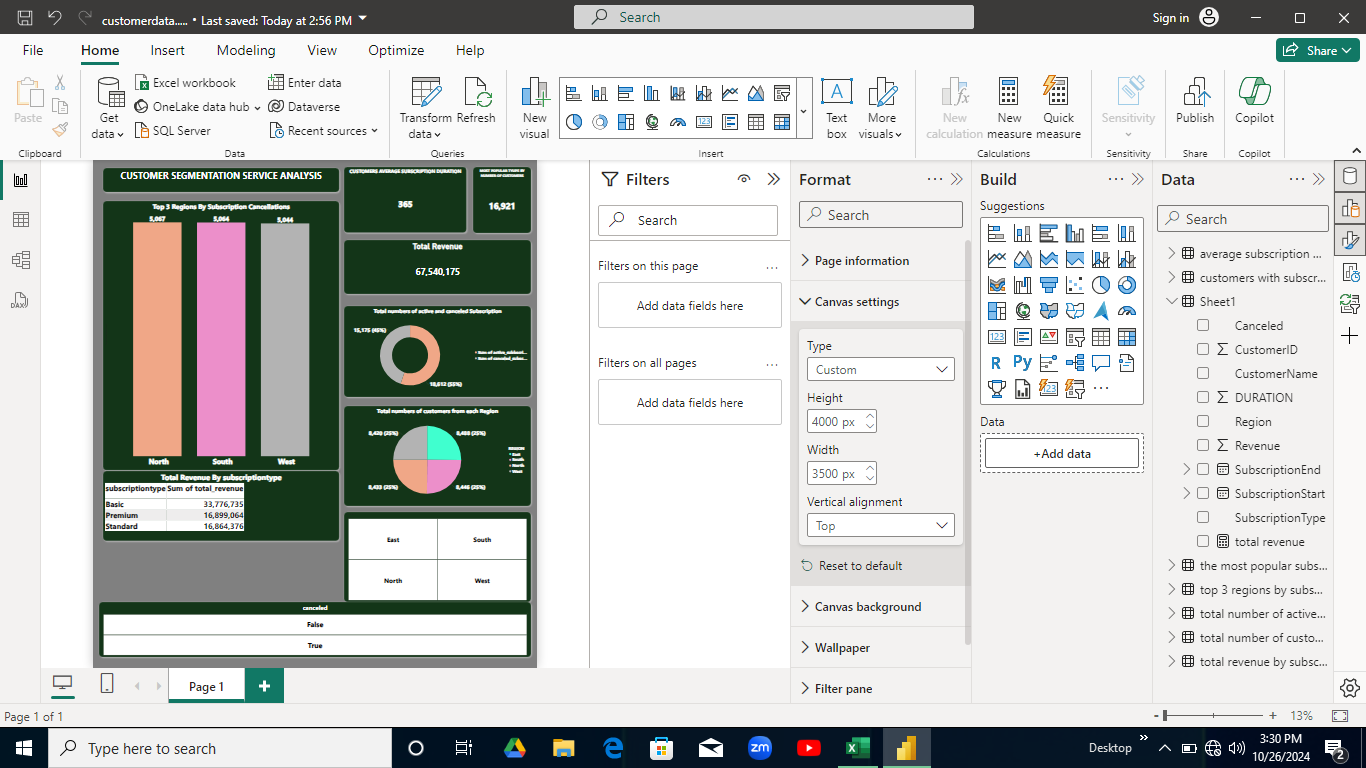 customerdata..... • Last saved: Today at 2:56 PM
Search
Sign in
File
Home
Insert
Modeling
View
Optimize
Help
Share
Paste
Clipboard
Get data
Excel workbook
OneLake data hub
SQL Server
Enter data
Dataverse
Recent sources
Data
Transform data
Refresh
Queries
New visual
Text box
More visuals
Insert
New calculation
New measure
Quick measure
Calculations
Sensitivity
Sensitivity
Publish
Share
Copilot
Copilot
CUSTOMER SEGMENTATION SERVICE ANALYSIS
CUSTOMERS AVERAGE SUBSCRIPTION DURATION
365
MOST POPULAR TYPES BY NUMBER OF CUSTOMERS
16,921
Top 3 Regions By Subscription Cancellations
5,067
5,064
5,044
North
South
West
Total Revenue
67,540,175
Total numbers of active and canceled Subscription
15,175 (45%)
18,612 (55%)
Total numbers of customers from each Region
8,420 (25%)
8,488 (25%)
8,433 (25%)
8,446 (25%)
REGION
East
South
North
West
Total Revenue By subscriptiontype
subscriptiontype Sum of total_revenue
Basic 33,776,735
Premium 16,899,064
Standard 16,864,376
East
South
North
West
canceled
False
True
Filters
Search
Filters on this page
...
Add data fields here
Filters on all pages
...
Add data fields here
Format
Search
Page information
Canvas settings
Type
Custom
Height
4000 px
Width
3500 px
Vertical alignment
Top
Reset to default
Canvas background
Wallpaper
Filter pane
Build
Suggestions
R
Py
Data
+Add data
Data
Search
average subscription ...
customers with subscr...
Sheet1
Canceled
CustomerID
CustomerName
DURATION
Region
Revenue
SubscriptionEnd
SubscriptionStart
SubscriptionType
total revenue
the most popular subs...
top 3 regions by subs...
total number of active...
total number of custo...
total revenue by subsc...
DAX
Page 1
+
Page 1 of 1
- + 13%
Type here to search
zm
Desktop
3:30 PM
10/26/2024
2